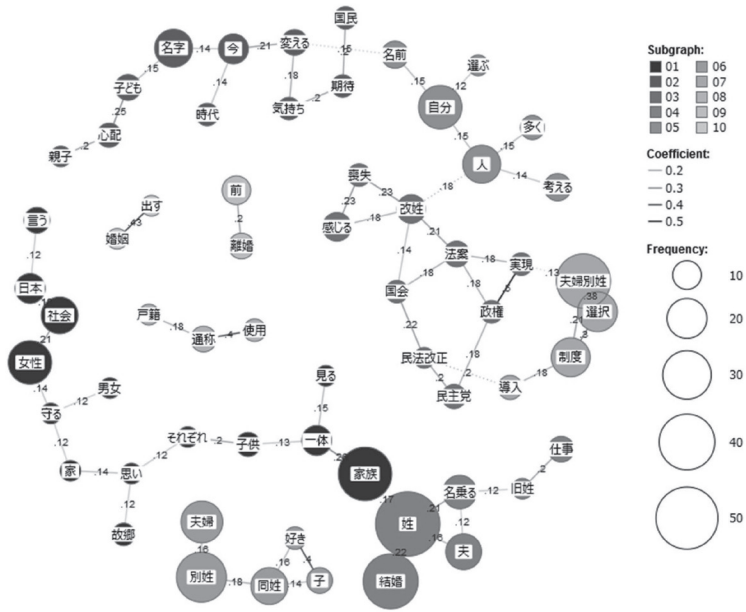 国民
名字 .14 今 .21 変える 名前
.15 .18 .15
子ども 期待 .12 選ぶ
時代 .14 気持ち .2 自分
.25 心配 .15 多く
親子 .2 人 .15
.14 考える
喪失 .18
前 .23 .23 改姓
出す 感じる .18
言う .43 .2 .21
婚姻 離婚 .14 法案 .18 実現 .13 夫婦別姓
.12 .18
日本 国会 .18 .5 .38
社会 戸籍 政権 選択
.21 .18 通称 .4 使用 .22 .21 .3
女性 民法改正 .18 制度
.14 男女 見る .2 .2 導入 .18
守る .12 民主党
.15
.12 それぞれ .2 子供 .13 一体
家 .14 思い .12 家族 仕事
.12 .17 名乗る .12 旧姓 .2
故郷 .21
夫婦 好き 姓 .12
.16 .16 .4 .16 夫
別姓 .18 同姓 .14 子 .22
結婚
Subgraph:
01 06
02 07
03 08
04 09
05 10
Coefficient:
0.2
0.3
0.4
0.5
Frequency:
10
20
30
40
50